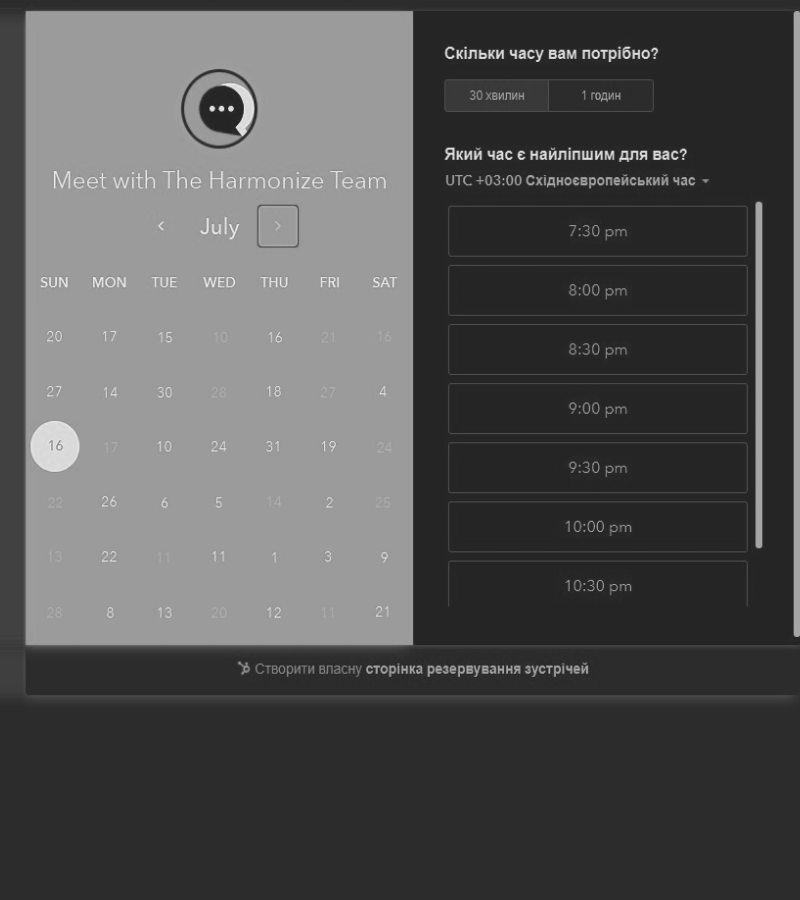 Meet with The Harmonize Team
July
SUN MON TUE WED THU FRI SAT
20 17 15 10 16 21 16
27 14 30 28 18 27 4
16 17 10 24 31 19 24
22 26 6 5 14 2 25
13 22 11 11 1 3 9
28 8 13 20 12 11 21
Скільки часу вам потрібно?
30 хвилин 1 годин
Який час є найліпшим для вас?
UTC +03:00 Східноєвропейський час
7:30 pm
8:00 pm
8:30 pm
9:00 pm
9:30 pm
10:00 pm
10:30 pm
Створити власну сторінка резервування зустрічей